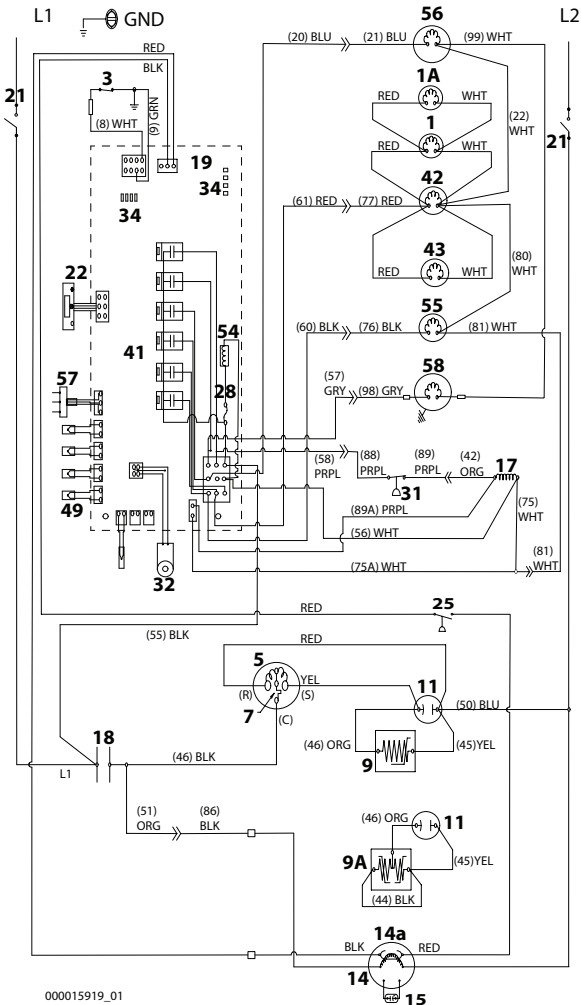 L1
GND
L2
56
(20) BLU
(21) BLU
(99) WHT
RED
BLK
1A
RED
WHT
3
21
(8) WHT
(9) GRN
1
(22)
WHT
RED
WHT
21
19
34
34
42
(61) RED
(77) RED
43
RED
WHT
(80)
WHT
22
41
54
55
(60) BLK
(76) BLK
(81) WHT
57
28
(57)
GRY
(98) GRY
58
(58)
PRPL
(88)
PRPL
(89)
PRPL
(42)
ORG
17
31
49
(89A) PRPL
(75)
WHT
(56) WHT
32
(75A) WHT
(81)
WHT
RED
25
(55) BLK
RED
5
(R)
YEL
(S)
11
(50) BLU
7
(C)
18
(46) ORG
9
(45)YEL
(46) BLK
L1
(51)
ORG
(86)
BLK
(46) ORG
11
9A
(45)YEL
(44) BLK
14a
BLK
RED
14
15
000015919_01